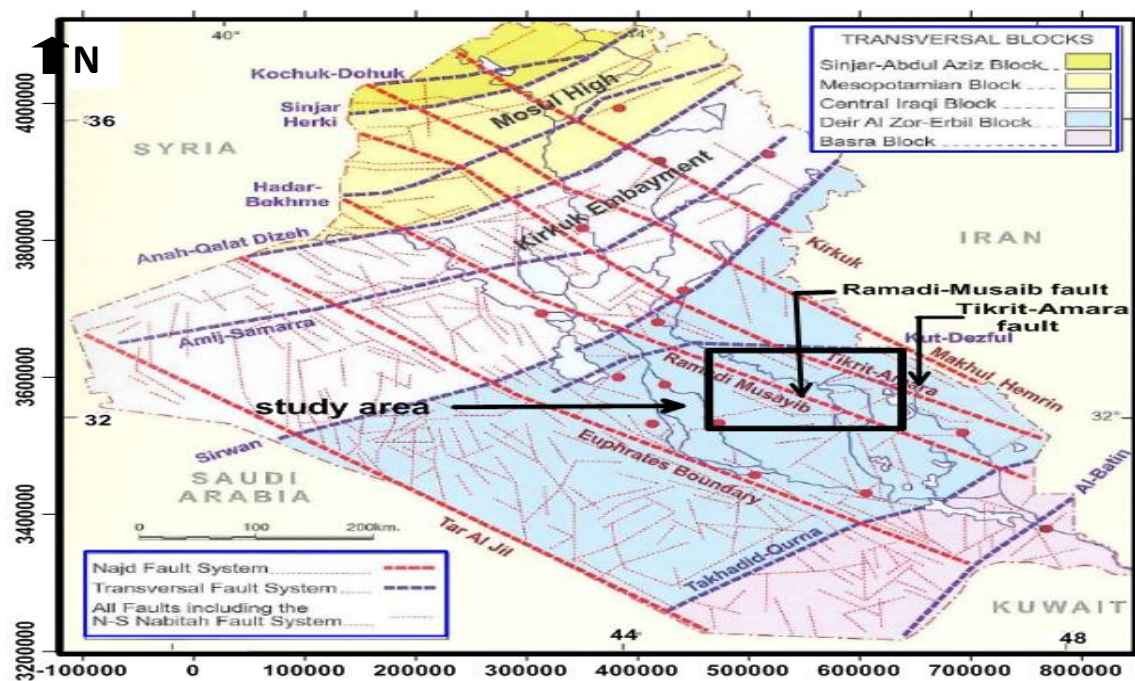 N
40°
44°
TRANSVERSAL BLOCKS
Sinjar-Abdul Aziz Block
Mesopotamian Block
Central Iraqi Block
Deir Al Zor-Erbil Block
Basra Block
Kochuk-Dohuk
Sinjar
Herki
Mosul High
4000000
36
SYRIA
Hadar-
Bekhme
Kirkuk Embayment
3800000
Anah-Qalat Dizeh
Kirkuk
IRAN
Ramadi-Musaib fault
Tikrit-Amara
fault
Amij-Samarra
Kut-Dezful
Makhul Hemrin
Tikrit-Amara
Ramadi Musayib
3600000
study area
32
32°
Sirwan
Euphrates Boundary
SAUDI
ARABIA
Al-Batin
0 100 200km.
Tar Al Jil
3400000
Takhadid-Qurna
Najd Fault System
Transversal Fault System
All Faults including the
N-S Nabitah Fault System
KUWAIT
44
48
3200000
-100000 0 100000 200000 300000 400000 500000 600000 700000 800000